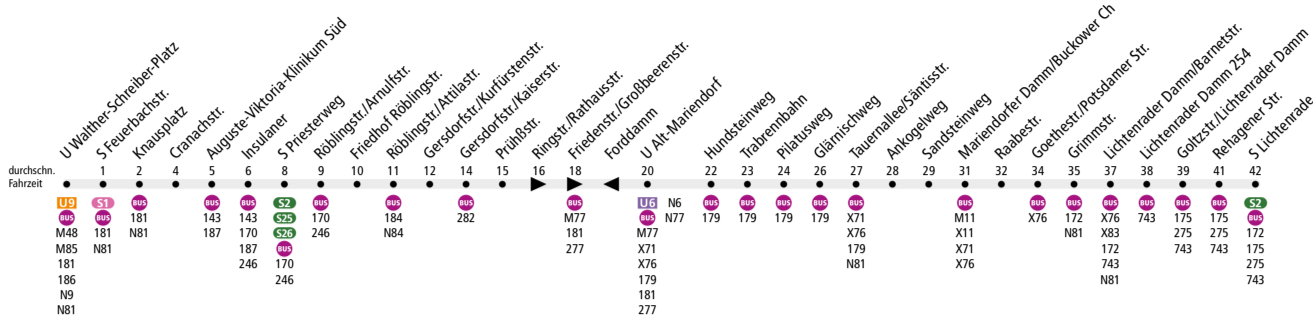 U Walther-Schreiber-Platz
S Feuerbachstr.
Knausplatz
Cranachstr.
Auguste-Viktoria-Klinikum Süd
Insulaner
S Priesterweg
Röblingstr./Arnulfstr.
Friedhof Röblingstr.
Röblingstr./Attilastr.
Gersdorfstr./Kurfürstenstr.
Gersdorfstr./Kaiserstr.
Prühßstr.
Ringstr./Rathausstr.
Friedenstr./Großbeerenstr.
Forddamm
U Alt-Mariendorf
Hundsteinweg
Trabrennbahn
Pilatusweg
Glärnischweg
Tauernallee/Säntisstr.
Ankogelweg
Sandsteinweg
Mariendorfer Damm/Buckower Ch
Raabestr.
Goethestr./Potsdamer Str.
Grimmstr.
Lichtenrader Damm/Barnetstr.
Lichtenrader Damm 254
Goltzstr./Lichtenrader Damm
Rehagener Str.
S Lichtenrade
durchschn. 1 2 4 5 6 8 9 10 11 12 14 15 16 18 20 22 23 24 26 27 28 29 31 32 34 35 37 38 39 41 42
Fahrzeit
U9 S1 BUS BUS BUS S2 BUS BUS BUS BUS U6 N6 BUS BUS BUS BUS BUS BUS BUS BUS BUS BUS BUS BUS S2
BUS BUS 181 143 143 S25 170 184 282 M77 BUS N77 179 179 179 179 X71 M11 X76 172 X76 743 175 175 BUS
M48 181 N81 187 170 S26 246 N84 181 M77 X76 X11 N81 X83 275 275 172
M85 N81 187 BUS 277 X71 179 X71 172 743 743 175
181 246 170 X76 N81 X76 743 275
186 246 179 N81 743
N9 181
N81 277